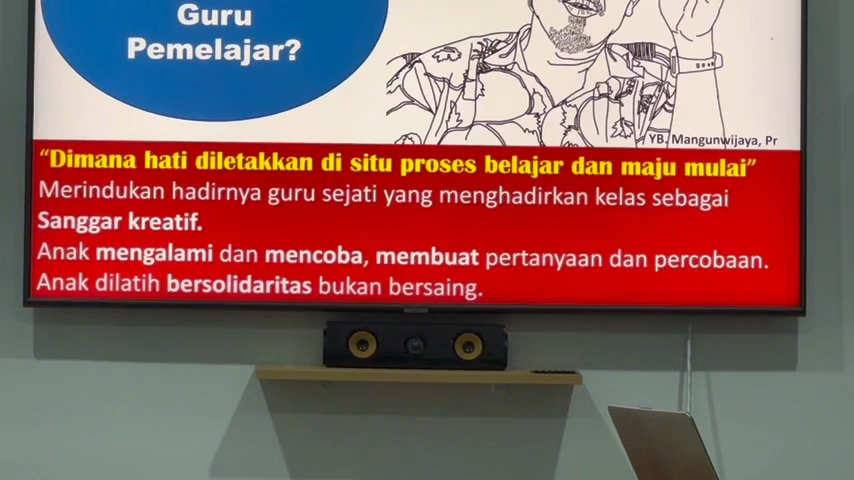 Guru
Pemelajar?
YB. Mangunwijaya, Pr
“Dimana hati diletakkan di situ proses belajar dan maju mulai”
Merindukan hadirnya guru sejati yang menghadirkan kelas sebagai
Sanggar kreatif.
Anak mengalami dan mencoba, membuat pertanyaan dan percobaan.
Anak dilatih bersolidaritas bukan bersaing.